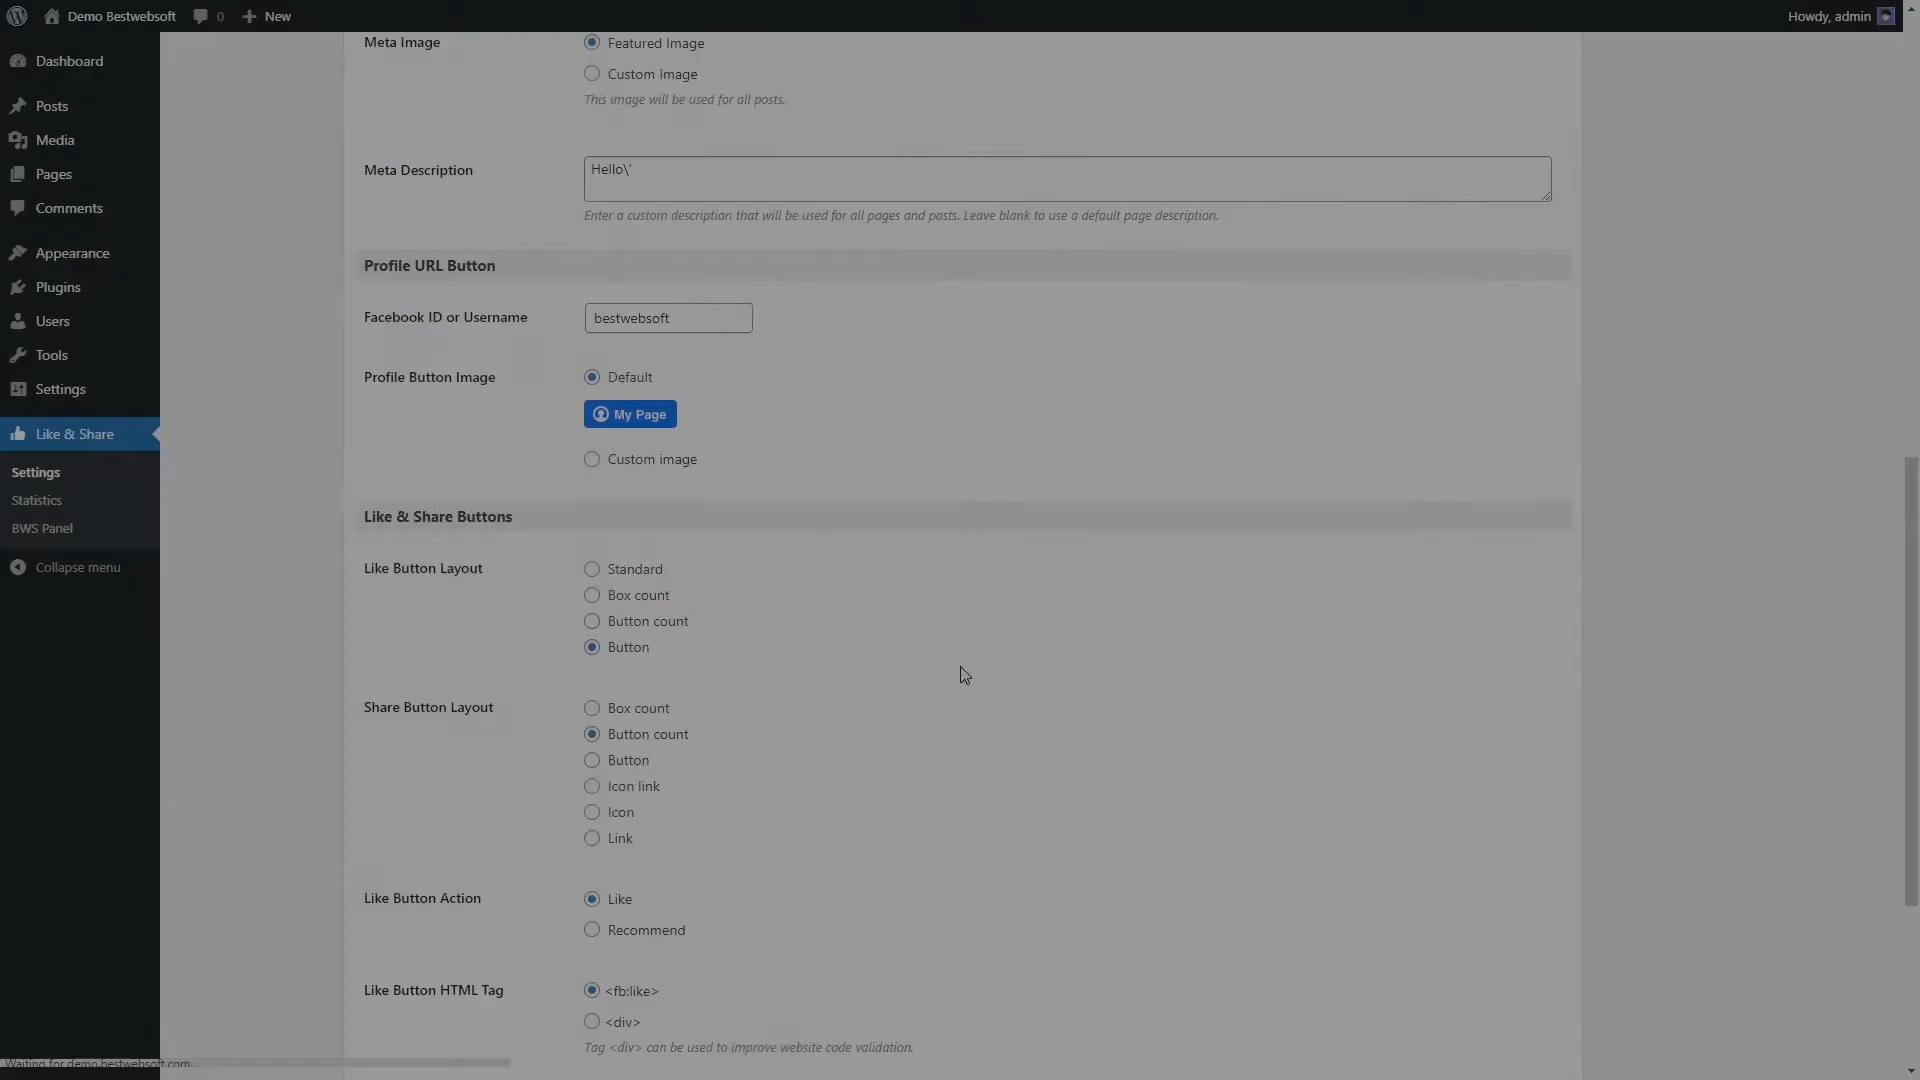 Demo Bestwebsoft
0
New
Howdy, admin
Dashboard
Posts
Media
Pages
Comments
Appearance
Plugins
Users
Tools
Settings
Like & Share
Settings
Statistics
BWS Panel
Collapse menu
Meta Image
Featured Image
Custom Image
This image will be used for all posts.
Meta Description
Hello\'
Enter a custom description that will be used for all pages and posts. Leave blank to use a default page description.
Profile URL Button
Facebook ID or Username
bestwebsoft
Profile Button Image
Default
My Page
Custom image
Like & Share Buttons
Like Button Layout
Standard
Box count
Button count
Button
Share Button Layout
Box count
Button count
Button
Icon link
Icon
Link
Like Button Action
Like
Recommend
Like Button HTML Tag
<fb:like>
<div>
Tag <div> can be used to improve website code validation.
Waiting for demo.bestwebsoft.com...